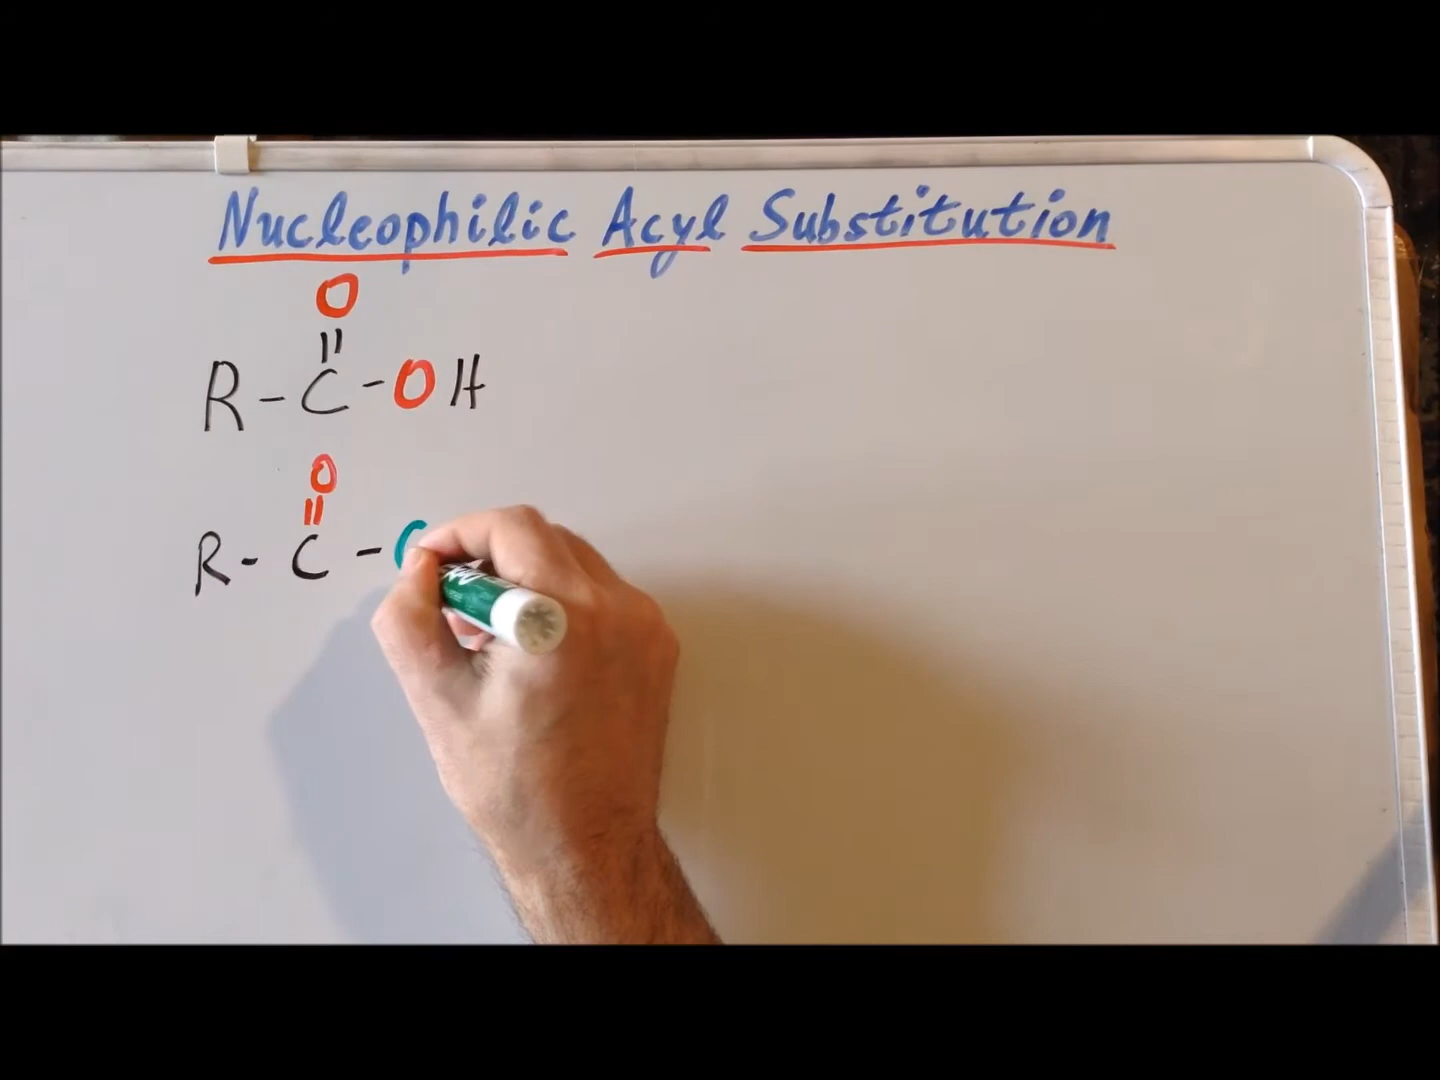 Nucleophilic Acyl Substitution
O
||
R - C - OH
O
||
R - C - C